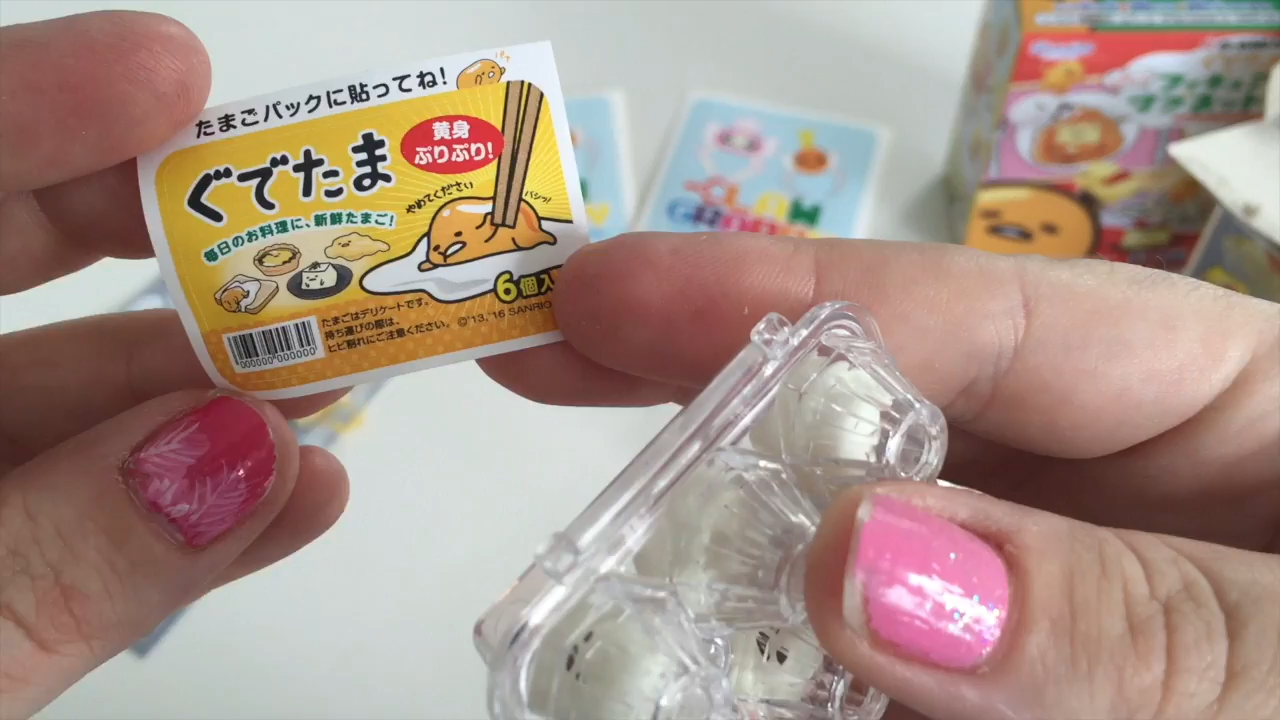 たまごパックに貼ってね!
ぐでたま
黄身
ぷりぷり!
やめてください
パシッ!
毎日のお料理に、新鮮たまご!
6個入
たまごはデリケートです。
持ち運びの際は、
ヒビ割れにご注意ください。
©'13,'16 SANRIO
000000 000000